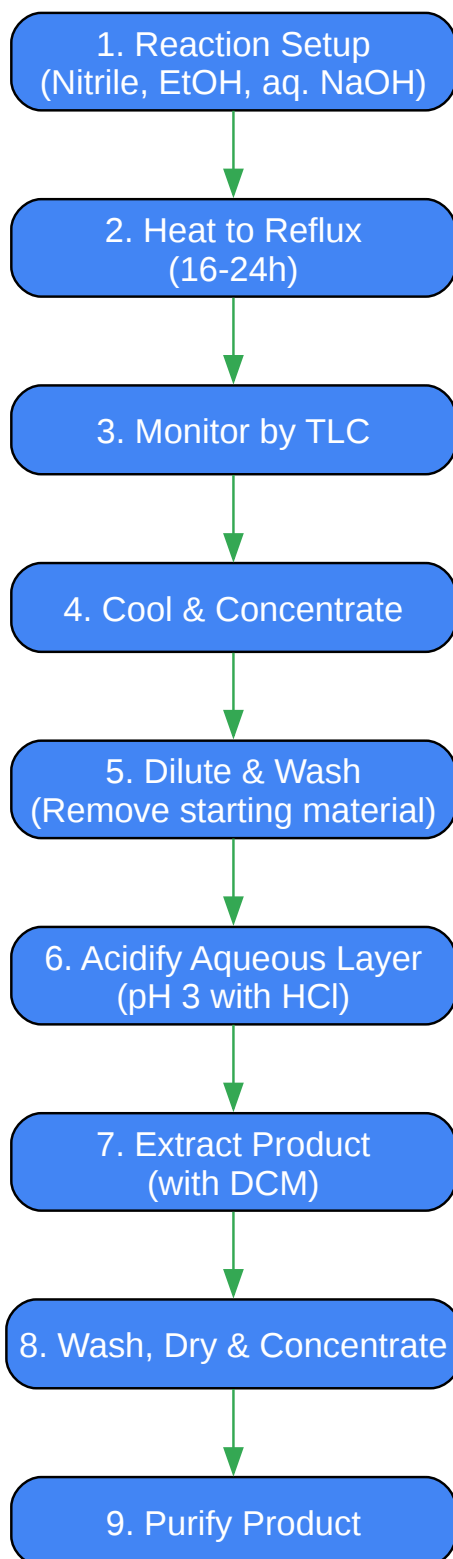 1. Reaction Setup
(Nitrile, EtOH, aq. NaOH)
2. Heat to Reflux
(16-24h)
3. Monitor by TLC
4. Cool & Concentrate
5. Dilute & Wash
(Remove starting material)
6. Acidify Aqueous Layer
(pH 3 with HCl)
7. Extract Product
(with DCM)
8. Wash, Dry & Concentrate
9. Purify Product